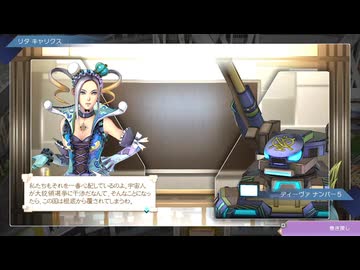 リタ キャリクス
私たちもそれを一番心配しているのよ。宇宙人
が大統領選挙に干渉だなんて、そんなことになっ
たら、この国は根底から覆されてしまうわ。
ディーヴァ ナンバー5
巻き戻し